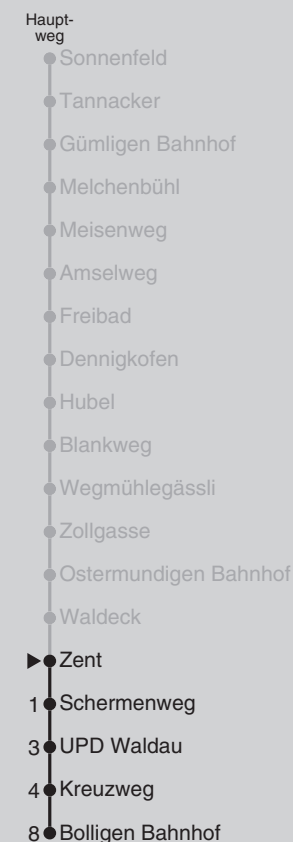 Haupt-
weg
Sonnenfeld
Tannacker
Gümligen Bahnhof
Melchenbühl
Meisenweg
Amselweg
Freibad
Dennigkofen
Hubel
Blankweg
Wegmühlegässli
Zollgasse
Ostermundigen Bahnhof
Waldeck
Zent
1 Schermenweg
3 UPD Waldau
4 Kreuzweg
8 Bolligen Bahnhof